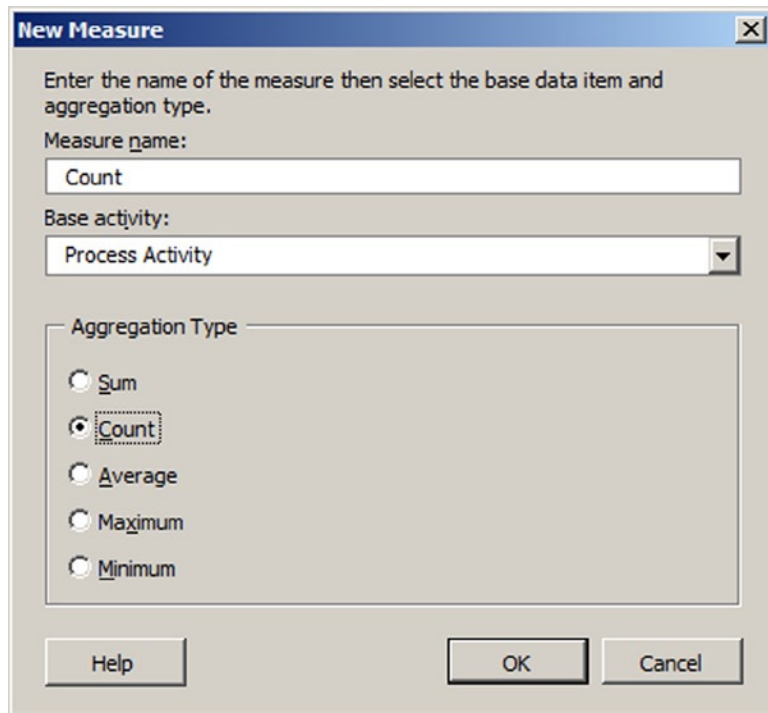 New Measure
Enter the name of the measure then select the base data item and
aggregation type.
Measure name:
Count
Base activity:
Process Activity
Aggregation Type
Sum
Count
Average
Maximum
Minimum
Help OK Cancel